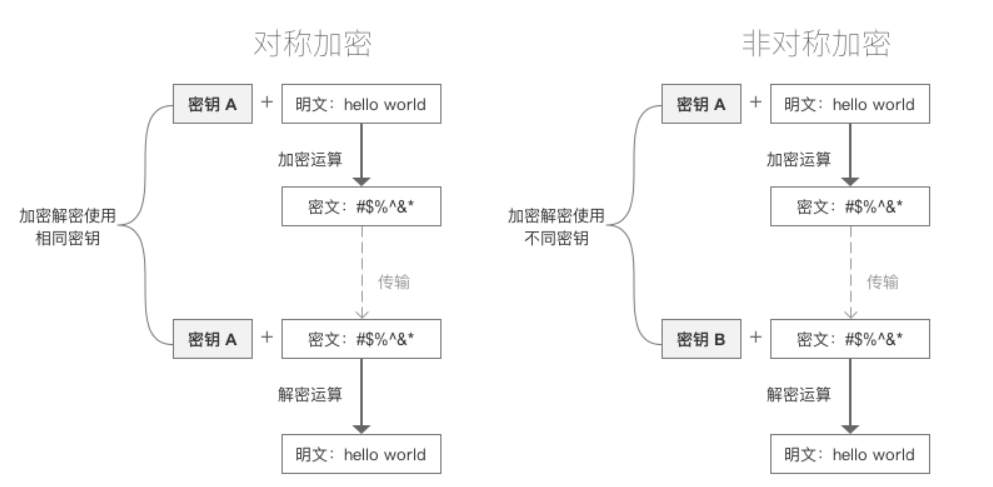 对称加密
密钥 A + 明文：hello world
加密运算
密文：#$%^&*
加密解密使用
相同密钥
传输
密钥 A + 密文：#$%^&*
解密运算
明文：hello world
非对称加密
密钥 A + 明文：hello world
加密运算
密文：#$%^&*
加密解密使用
不同密钥
传输
密钥 B + 密文：#$%^&*
解密运算
明文：hello world